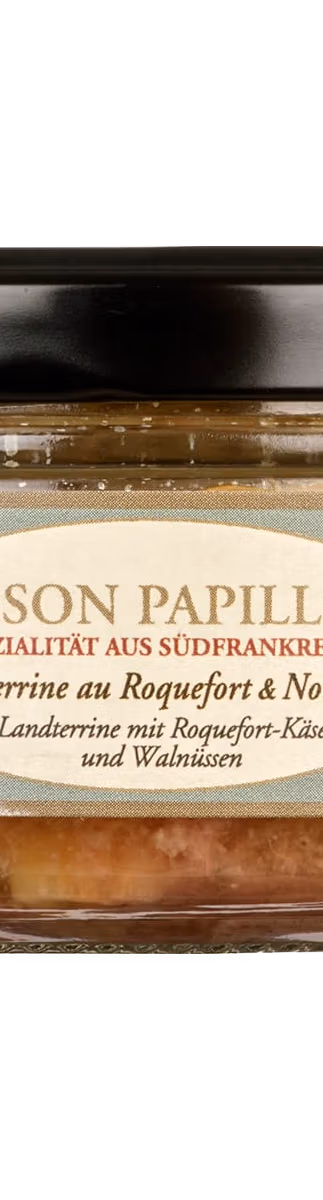 SON PAPILL
ZIALITÄT AUS SÜDFRANKRE
errine au Roquefort & No
Landterrine mit Roquefort-Käse
und Walnüssen